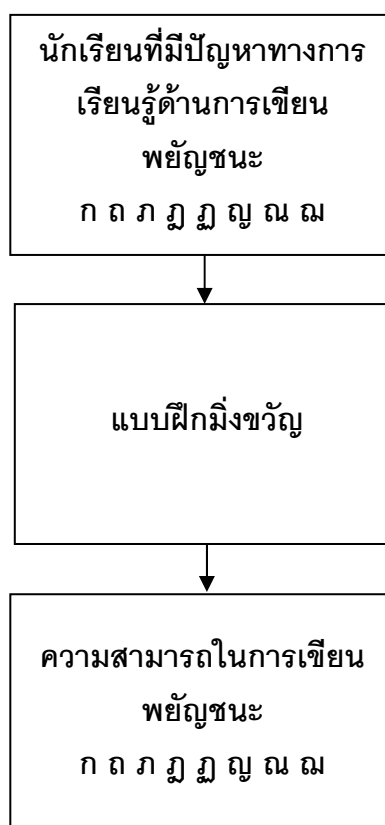 นักเรียนที่มีปัญหาทางการ
เรียนรู้ด้านการเขียน
พยัญชนะ
ก ถ ภ ฎ ฏ ญ ณ ฌ
แบบฝึกมิ่งขวัญ
ความสามารถในการเขียน
พยัญชนะ
ก ถ ภ ฎ ฏ ญ ณ ฌ